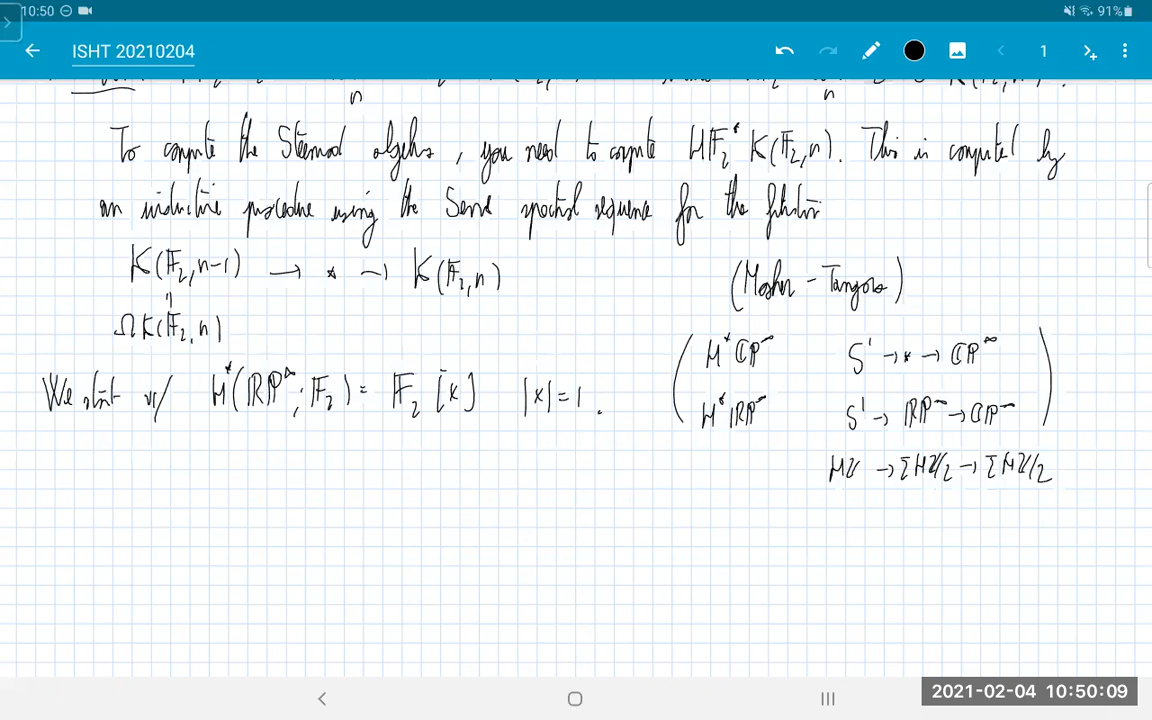 10:50
91%
ISHT 20210204
1
n
n
To compute the Steenrod algebra, you need to compute HF₂* K(F₂,n). This is computed by
an inductive procedure using the Serre spectral sequence for the fibration
K(F₂,n-1) → * → K(F₂,n)
(Mosher - Tangora)
ΩK(F₂,n)
H*CP^∞ S¹ → * → CP^∞
We start w/ H*(RP^∞; F₂) = F₂[x] |x|=1.
H*RP^∞ S¹ → RP^∞ → CP^∞
HZ → ΣHZ/2 → ΣHZ/2
2021-02-04 10:50:09